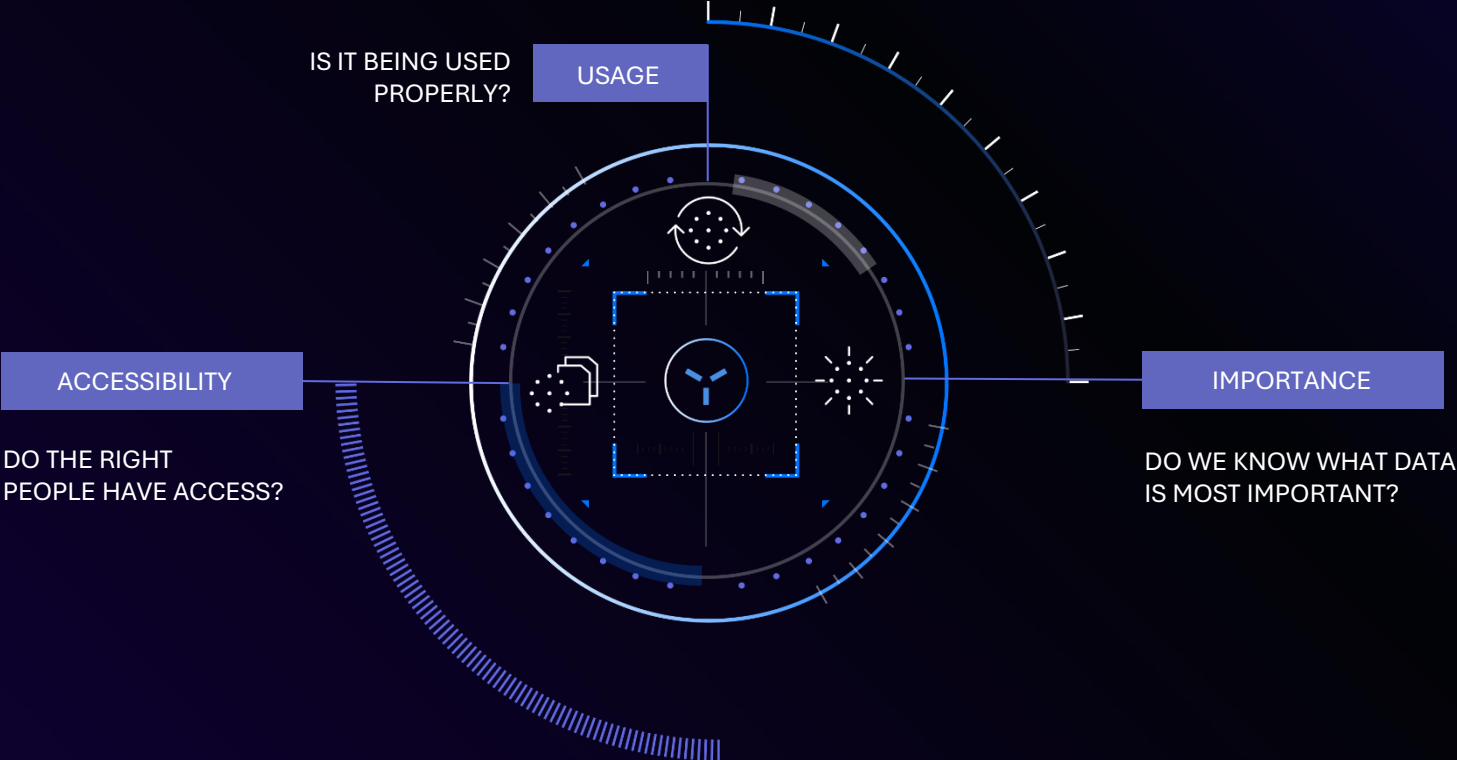 IS IT BEING USED
PROPERLY?
USAGE
ACCESSIBILITY
DO THE RIGHT
PEOPLE HAVE ACCESS?
IMPORTANCE
DO WE KNOW WHAT DATA
IS MOST IMPORTANT?